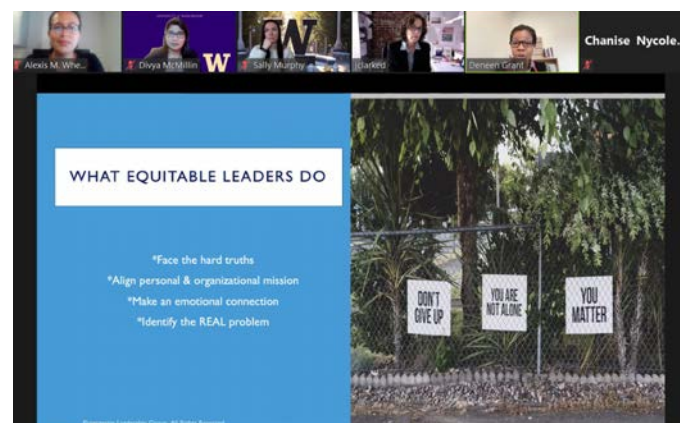 Alexis M. Whe...
Divya McMillin
W
Sally Murphy
W
jclarked
Deneen Grant
Chanise Nycole.
WHAT EQUITABLE LEADERS DO
*Face the hard truths
*Align personal & organizational mission
*Make an emotional connection
*Identify the REAL problem
DON'T
GIVE UP
YOU ARE
NOT ALONE
YOU
MATTER